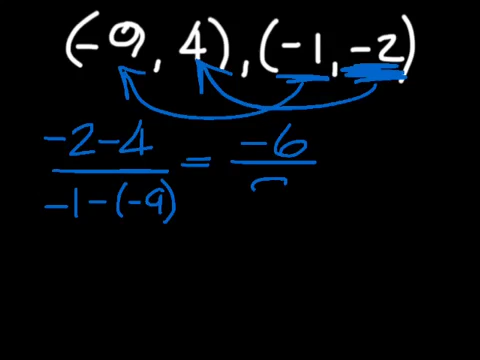 (-9, 4), (-1, -2)
-2-4 / -1-(-9) = -6 /